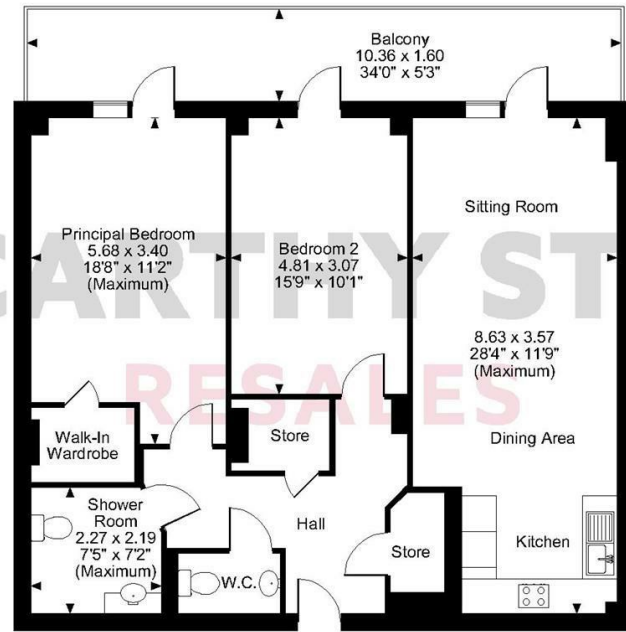 Balcony
10.36 x 1.60
34'0" x 5'3"
Principal Bedroom
5.68 x 3.40
18'8" x 11'2"
(Maximum)
Bedroom 2
4.81 x 3.07
15'9" x 10'1"
Sitting Room
8.63 x 3.57
28'4" x 11'9"
(Maximum)
Dining Area
CARTHY ST
RESALES
Walk-In
Wardrobe
Store
Shower
Room
2.27 x 2.19
7'5" x 7'2"
(Maximum)
W.C.
Hall
Store
Kitchen